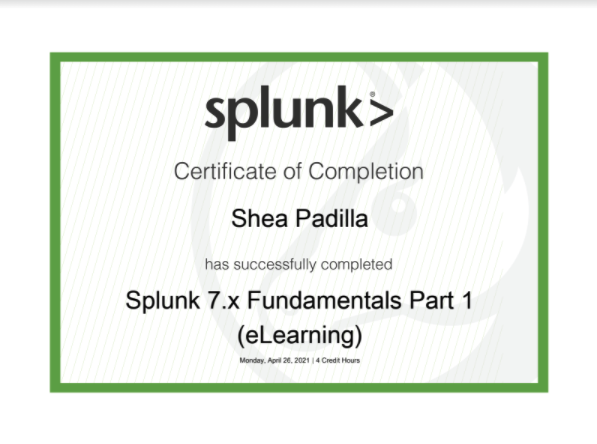 splunk®>
Certificate of Completion
Shea Padilla
has successfully completed
Splunk 7.x Fundamentals Part 1
(eLearning)
Monday, April 26, 2021 | 4 Credit Hours